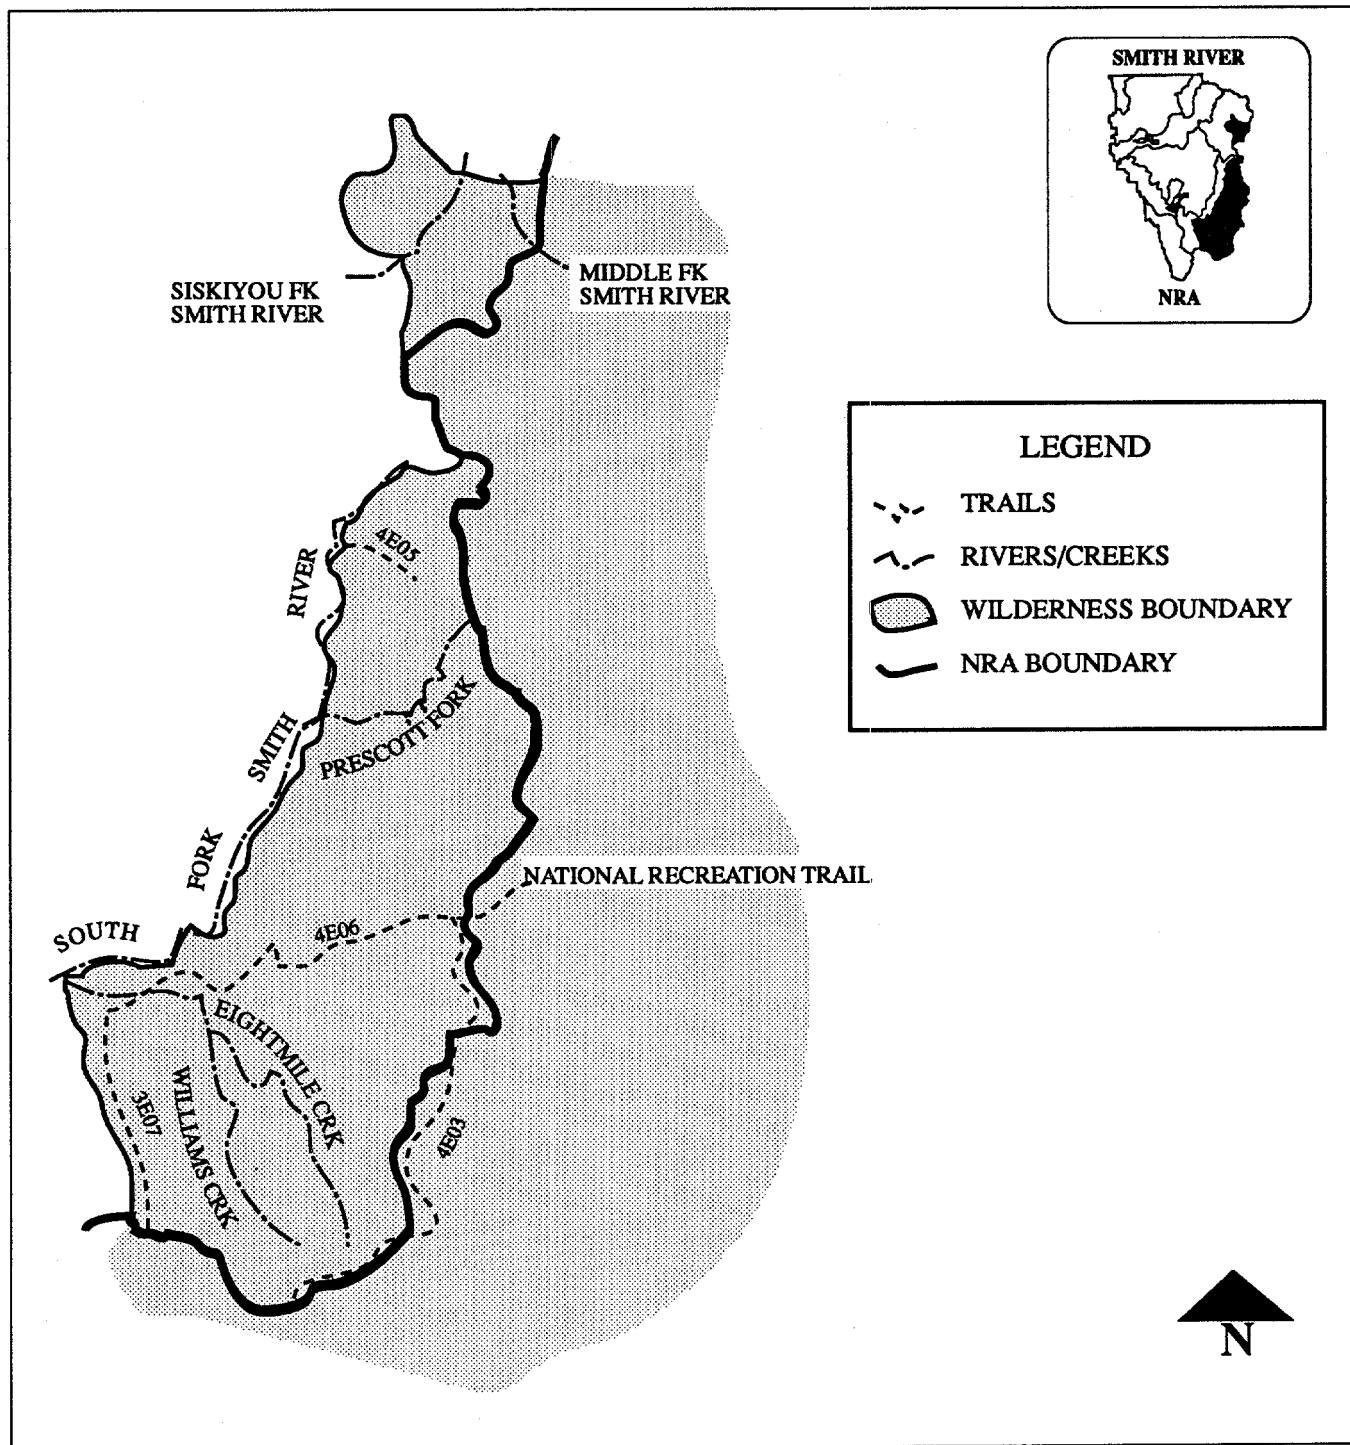 SMITH RIVER
NRA
SISKIYOU FK
SMITH RIVER
MIDDLE FK
SMITH RIVER
LEGEND
TRAILS
RIVERS/CREEKS
WILDERNESS BOUNDARY
NRA BOUNDARY
4E05
RIVER
PRESCOTT FORK
SMITH
FORK
NATIONAL RECREATION TRAIL
SOUTH
4E06
EIGHTMILE CRK
WILLIAMS CRK
3E07
4E03
N